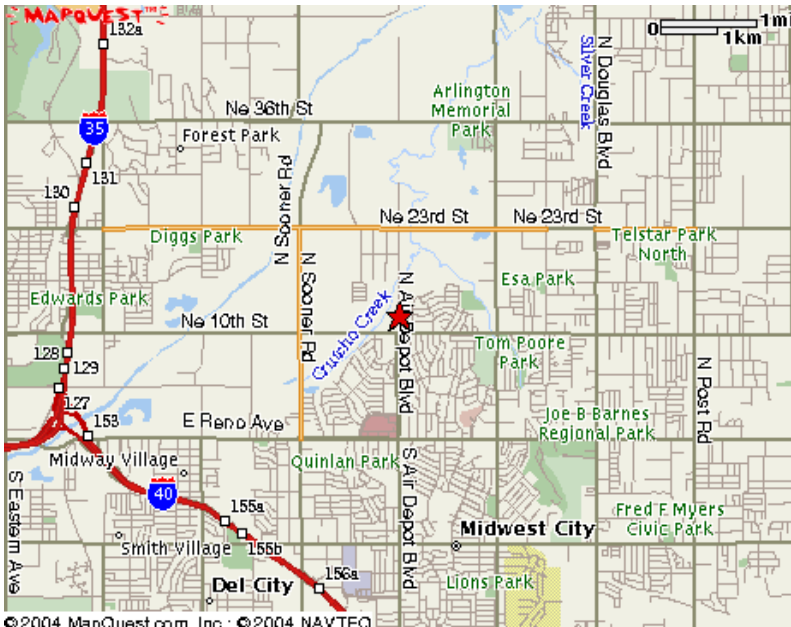 MAPQUEST™
132a
1mi
0
1km
N Douglas Blvd
Silver Creek
Arlington
Memorial
Park
Ne 36th St
35
Forest Park
131
130
N Sooner Rd
Ne 23rd St
Ne 23rd St
Diggs Park
Telstar Park
North
N Sooner Rd
N Air Depot Blvd
Esa Park
Edwards Park
Crutcho Creek
Ne 10th St
Tom Poore
Park
128
129
N Post Rd
127
153
E Reno Ave
Joe B Barnes
Regional Park
Midway Village
Quinlan Park
S Eastern Ave
40
S Air Depot Blvd
155a
Fred F Myers
Civic Park
Midwest City
Smith Village
155b
156a
Del City
Lions Park
©2004 MapQuest.com, Inc.; ©2004 NAVTEQ